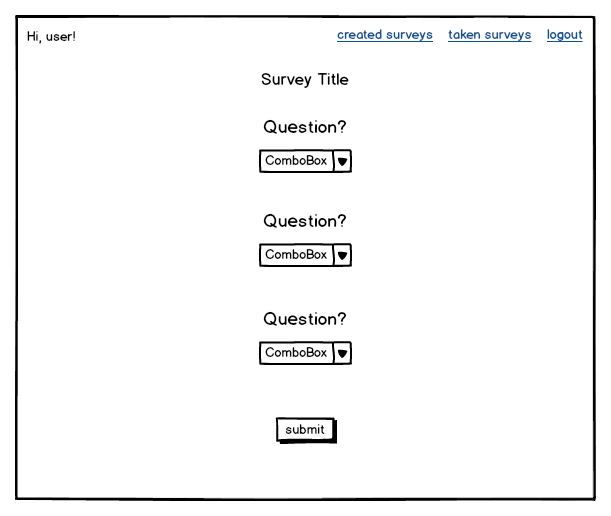 Hi, user! created surveys taken surveys logout
Survey Title
Question?
ComboBox
Question?
ComboBox
Question?
ComboBox
submit